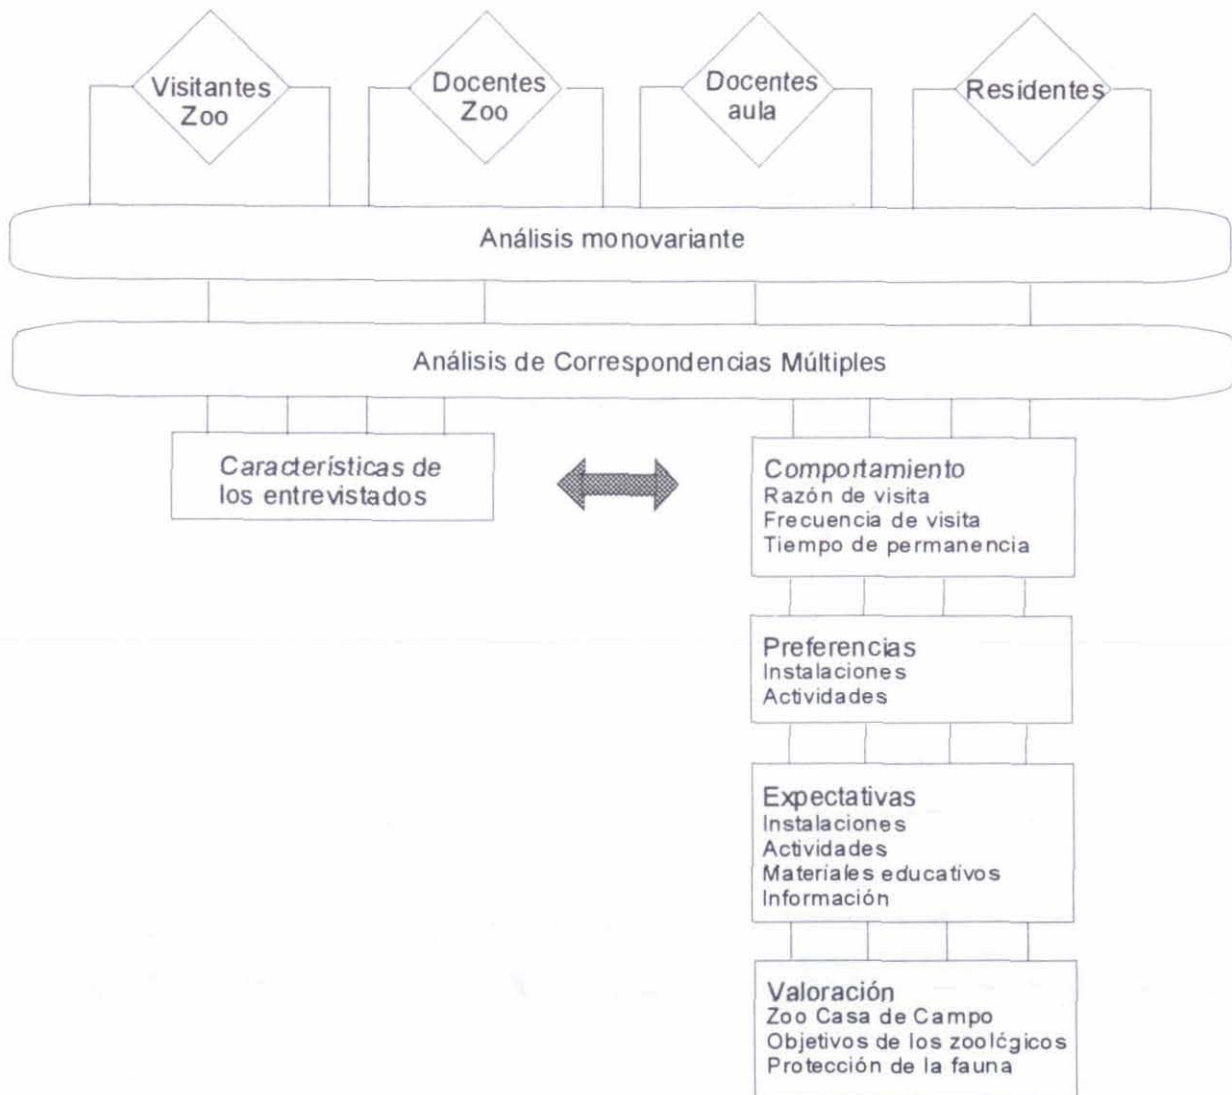 Visitantes
Zoo
Docentes
Zoo
Docentes
aula
Residentes
Análisis monovariante
Análisis de Correspondencias Múltiples
Características de
los entrevistados
Comportamiento
Razón de visita
Frecuencia de visita
Tiempo de permanencia
Preferencias
Instalaciones
Actividades
Expectativas
Instalaciones
Actividades
Materiales educativos
Información
Valoración
Zoo Casa de Campo
Objetivos de los zoológicos
Protección de la fauna